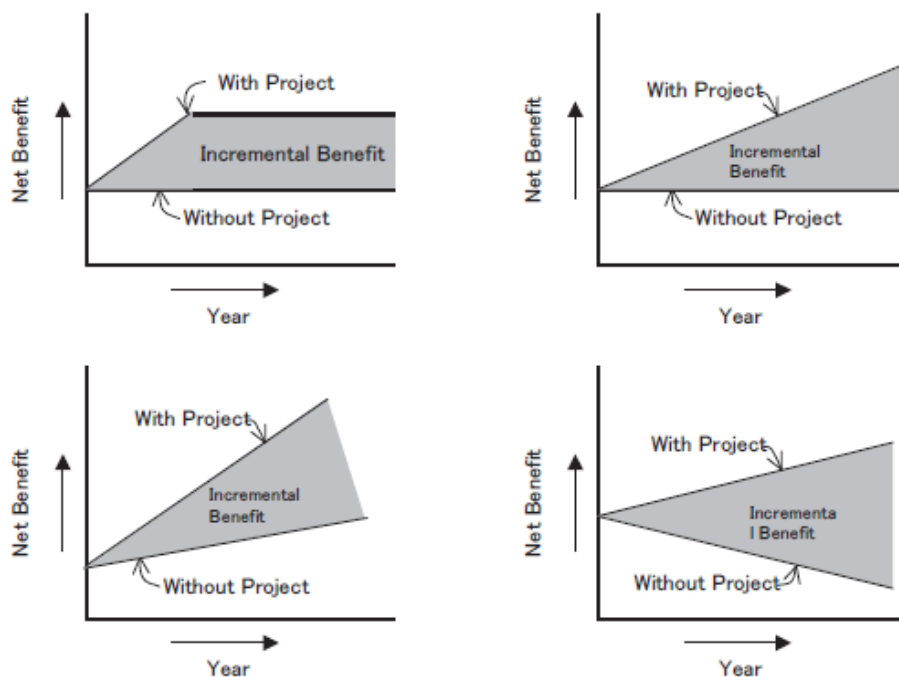 With Project
Net Benefit
Incremental Benefit
Without Project
Year
With Project
Net Benefit
Incremental
Benefit
Without Project
Year
With Project
Net Benefit
Incremental
Benefit
Without Project
Year
With Project
Net Benefit
Incrementa
l Benefit
Without Project
Year